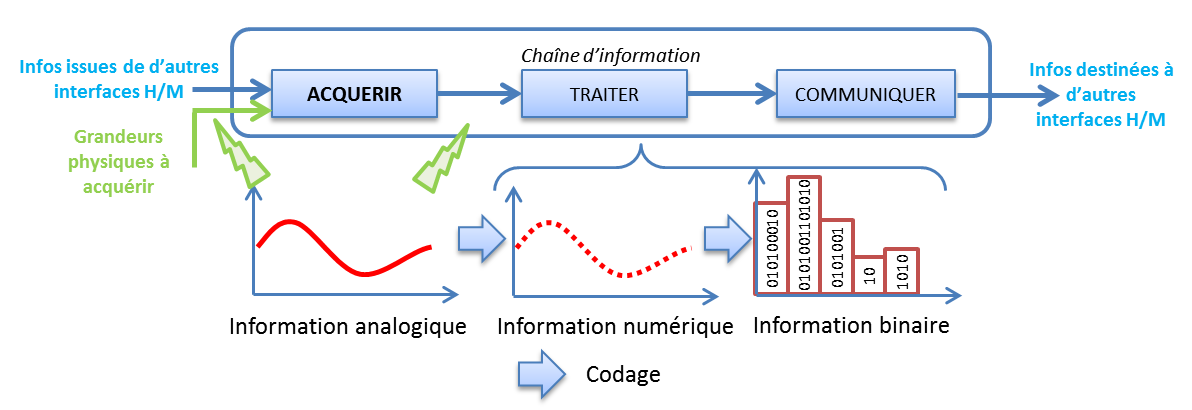 Chaîne d'information
Infos issues de d'autres
interfaces H/M
ACQUERIR
TRAITER
COMMUNIQUER
Infos destinées à
d'autres
interfaces H/M
Grandeurs
physiques à
acquérir
010100010
0101001101010
0101001
10
1010
Information analogique
Information numérique
Information binaire
Codage